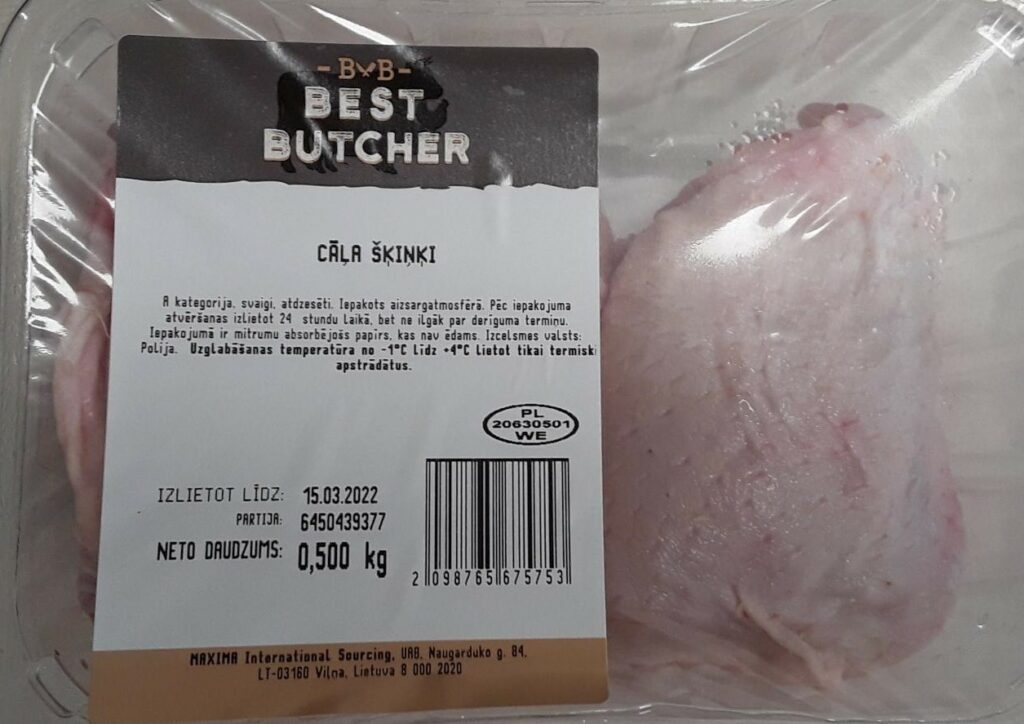 B B
BEST
BUTCHER
CĀĻA ŠĶIŅĶI
A kategorija, svaigi, atdzesēti. Iepakots aizsargatmosfērā. Pēc iepakojuma
atvēršanas izlietot 24 stundu laikā, bet ne ilgāk par derīguma termiņu.
Iepakojumā ir mitrumu absorbējošs papīrs, kas nav ēdams. Izcelsmes valsts:
Polija. Uzglabāšanas temperatūra no -1°C līdz +4°C Lietot tikai termiski
apstrādātus.
PL
20630501
WE
IZLIETOT LĪDZ: 15.03.2022
PARTIJA: 6450439377
NETO DAUDZUMS: 0,500 kg
2 098765 675753
MAXIMA International Sourcing, UAB, Naugarduko g. 84,
LT-03160 Viļņa, Lietuva 8 000 2020